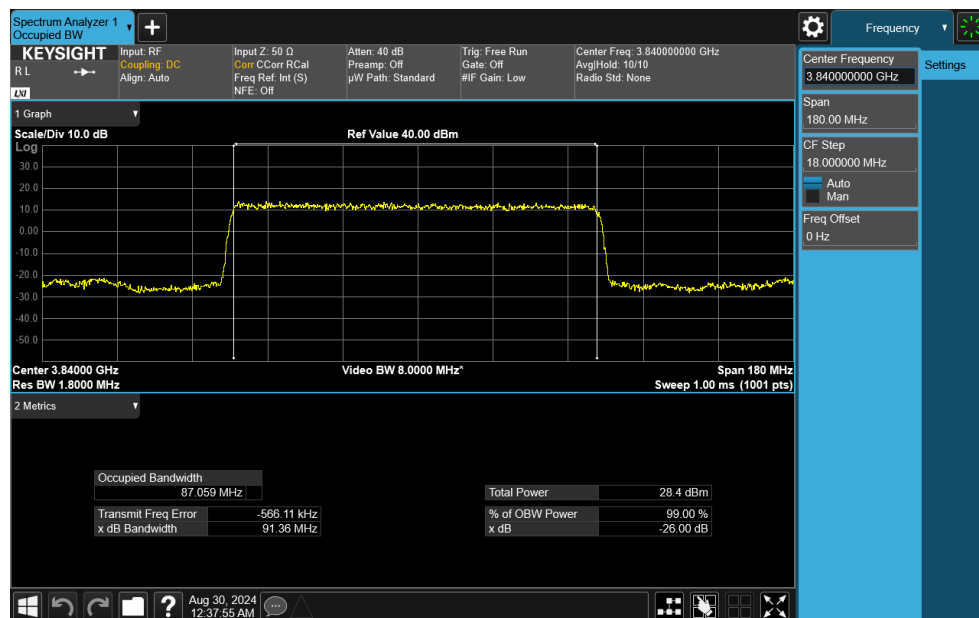 Spectrum Analyzer 1
Occupied BW
Frequency
KEYSIGHT
R L
LXI
Input: RF
Coupling: DC
Align: Auto
Input Z: 50 Ω
Corr CCorr RCal
Freq Ref: Int (S)
NFE: Off
Atten: 40 dB
Preamp: Off
µW Path: Standard
Trig: Free Run
Gate: Off
#IF Gain: Low
Center Freq: 3.840000000 GHz
Avg|Hold: 10/10
Radio Std: None
Center Frequency
3.840000000 GHz
Settings
Span
180.00 MHz
CF Step
18.000000 MHz
Auto
Man
Freq Offset
0 Hz
1 Graph
Scale/Div 10.0 dB
Ref Value 40.00 dBm
Log
30.0
20.0
10.0
0.00
-10.0
-20.0
-30.0
-40.0
-50.0
Center 3.84000 GHz
Video BW 8.0000 MHz*
Span 180 MHz
Res BW 1.8000 MHz
Sweep 1.00 ms (1001 pts)
2 Metrics
Occupied Bandwidth
87.059 MHz
Total Power 28.4 dBm
Transmit Freq Error -566.11 kHz
% of OBW Power 99.00 %
x dB Bandwidth 91.36 MHz
x dB -26.00 dB
?
Aug 30, 2024
12:37:55 AM